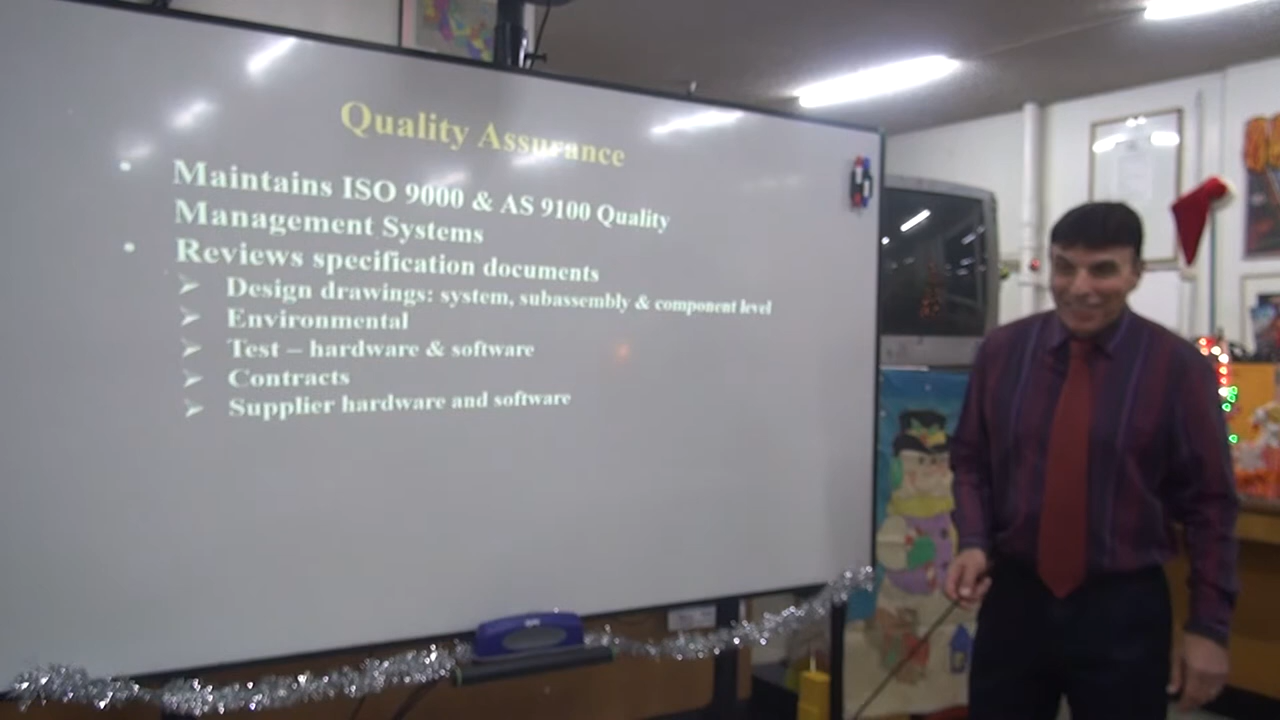 Quality Assurance
• Maintains ISO 9000 & AS 9100 Quality
Management Systems
• Reviews specification documents
➢ Design drawings: system, subassembly & component level
➢ Environmental
➢ Test – hardware & software
➢ Contracts
➢ Supplier hardware and software